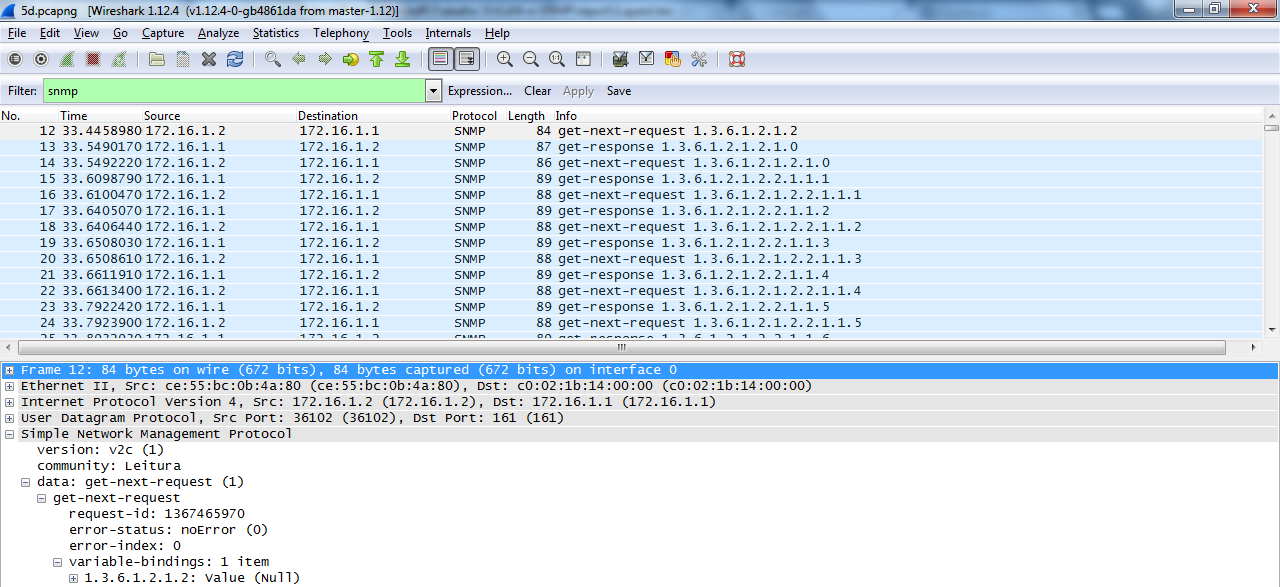 5d.pcapng [Wireshark 1.12.4 (v1.12.4-0-gb4861da from master-1.12)]
File Edit View Go Capture Analyze Statistics Telephony Tools Internals Help
Filter: snmp Expression... Clear Apply Save
No. Time Source Destination Protocol Length Info
12 33.4458980 172.16.1.2 172.16.1.1 SNMP 84 get-next-request 1.3.6.1.2.1.2
13 33.5490170 172.16.1.1 172.16.1.2 SNMP 87 get-response 1.3.6.1.2.1.2.1.0
14 33.5492220 172.16.1.2 172.16.1.1 SNMP 86 get-next-request 1.3.6.1.2.1.2.1.0
15 33.6098790 172.16.1.1 172.16.1.2 SNMP 89 get-response 1.3.6.1.2.1.2.2.1.1.1
16 33.6100470 172.16.1.2 172.16.1.1 SNMP 88 get-next-request 1.3.6.1.2.1.2.2.1.1.1
17 33.6405070 172.16.1.1 172.16.1.2 SNMP 89 get-response 1.3.6.1.2.1.2.2.1.1.2
18 33.6406440 172.16.1.2 172.16.1.1 SNMP 88 get-next-request 1.3.6.1.2.1.2.2.1.1.2
19 33.6508030 172.16.1.1 172.16.1.2 SNMP 89 get-response 1.3.6.1.2.1.2.2.1.1.3
20 33.6508610 172.16.1.2 172.16.1.1 SNMP 88 get-next-request 1.3.6.1.2.1.2.2.1.1.3
21 33.6611910 172.16.1.1 172.16.1.2 SNMP 89 get-response 1.3.6.1.2.1.2.2.1.1.4
22 33.6613400 172.16.1.2 172.16.1.1 SNMP 88 get-next-request 1.3.6.1.2.1.2.2.1.1.4
23 33.7922420 172.16.1.1 172.16.1.2 SNMP 89 get-response 1.3.6.1.2.1.2.2.1.1.5
24 33.7923900 172.16.1.2 172.16.1.1 SNMP 88 get-next-request 1.3.6.1.2.1.2.2.1.1.5
Frame 12: 84 bytes on wire (672 bits), 84 bytes captured (672 bits) on interface 0
Ethernet II, Src: ce:55:bc:0b:4a:80 (ce:55:bc:0b:4a:80), Dst: c0:02:1b:14:00:00 (c0:02:1b:14:00:00)
Internet Protocol Version 4, Src: 172.16.1.2 (172.16.1.2), Dst: 172.16.1.1 (172.16.1.1)
User Datagram Protocol, Src Port: 36102 (36102), Dst Port: 161 (161)
Simple Network Management Protocol
version: v2c (1)
community: Leitura
data: get-next-request (1)
get-next-request
request-id: 1367465970
error-status: noError (0)
error-index: 0
variable-bindings: 1 item
1.3.6.1.2.1.2: Value (Null)